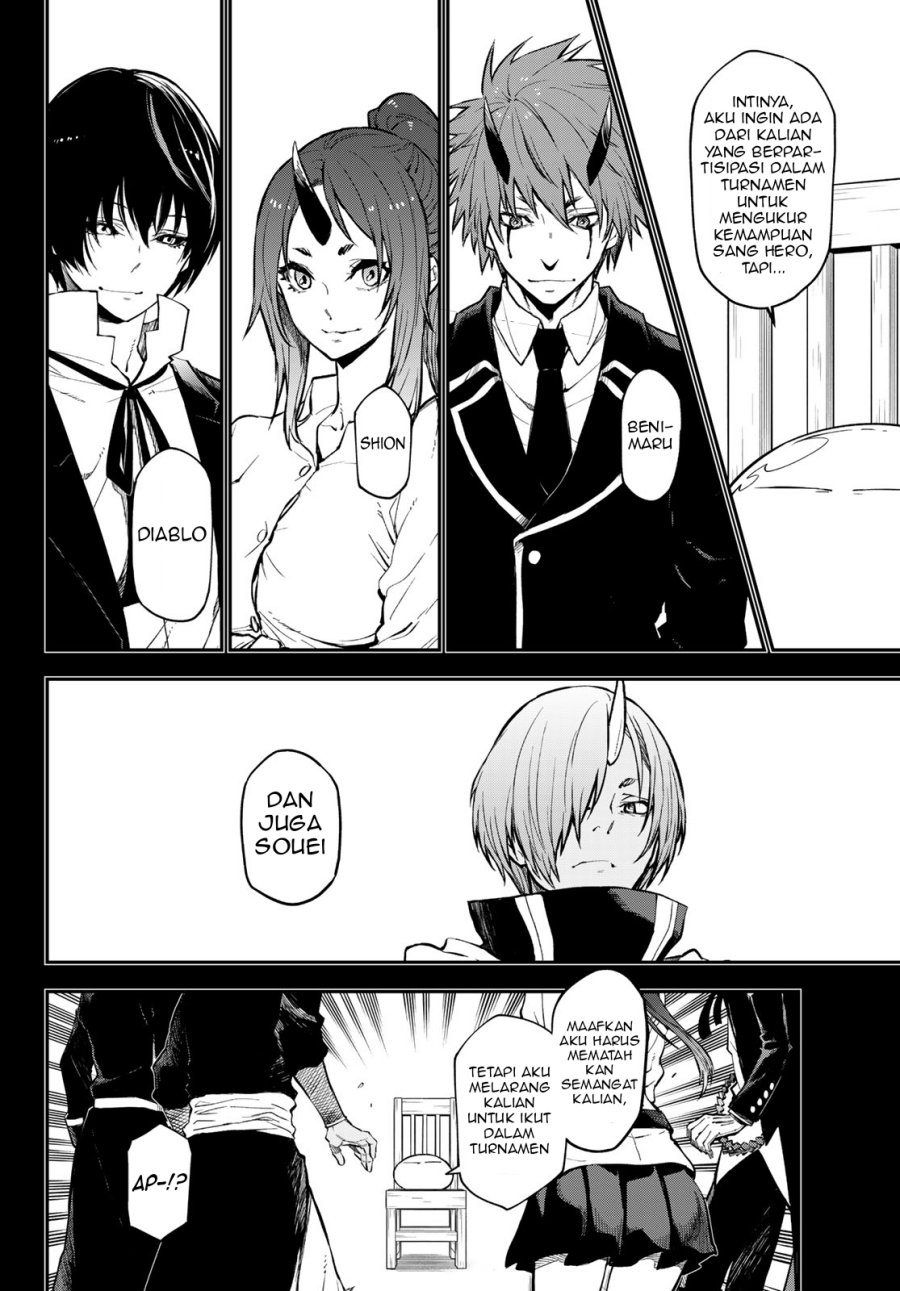 INTINYA,
AKU INGIN ADA
DARI KALIAN
YANG BERPAR-
TISIPASI DALAM
TURNAMEN
UNTUK
MENGUKUR
KEMAMPUAN
SANG HERO,
TAPI...
BENI-
MARU
SHION
DIABLO
DAN
JUGA
SOUEI
MAAFKAN
AKU HARUS
MEMATAH
KAN
SEMANGAT
KALIAN,
TETAPI AKU
MELARANG
KALIAN
UNTUK IKUT
DALAM
TURNAMEN
AP-!?